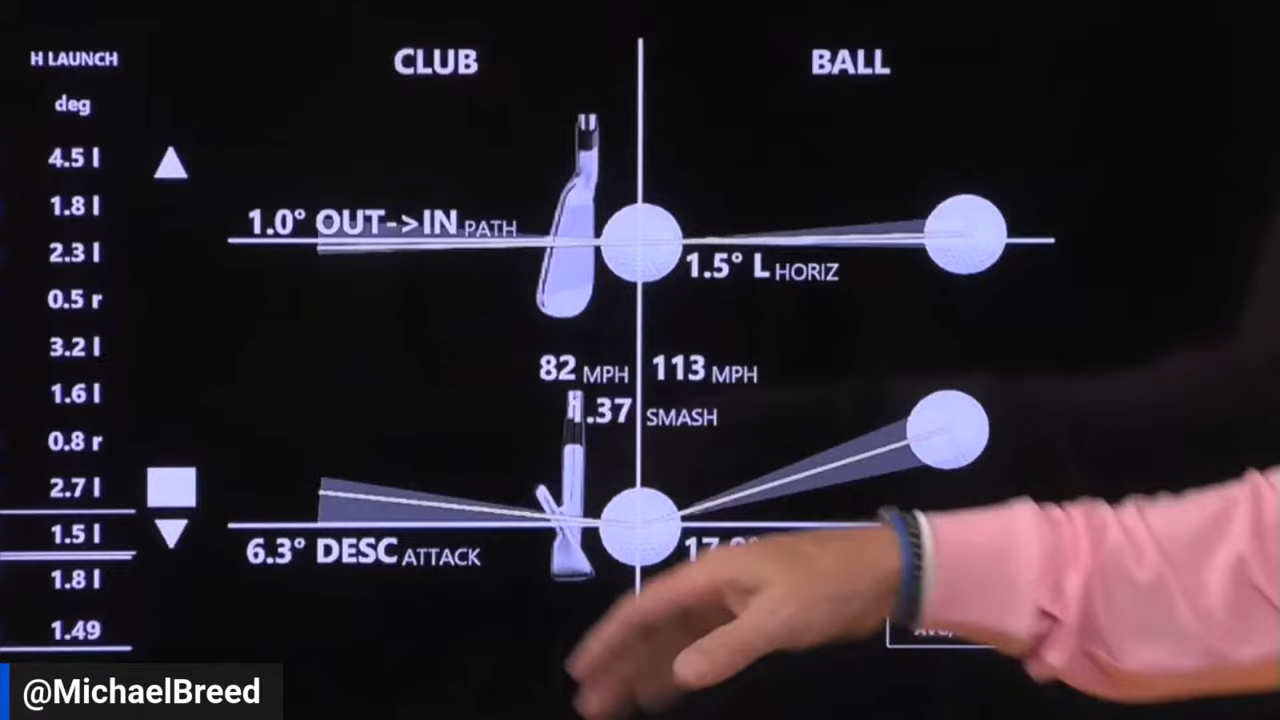 H LAUNCH
deg
4.5 l
1.8 l
2.3 l
0.5 r
3.2 l
1.6 l
0.8 r
2.7 l
1.5 l
1.8 l
1.49
CLUB
BALL
1.0° OUT->IN PATH
1.5° L HORIZ
82 MPH
113 MPH
.37 SMASH
6.3° DESC ATTACK
@MichaelBreed